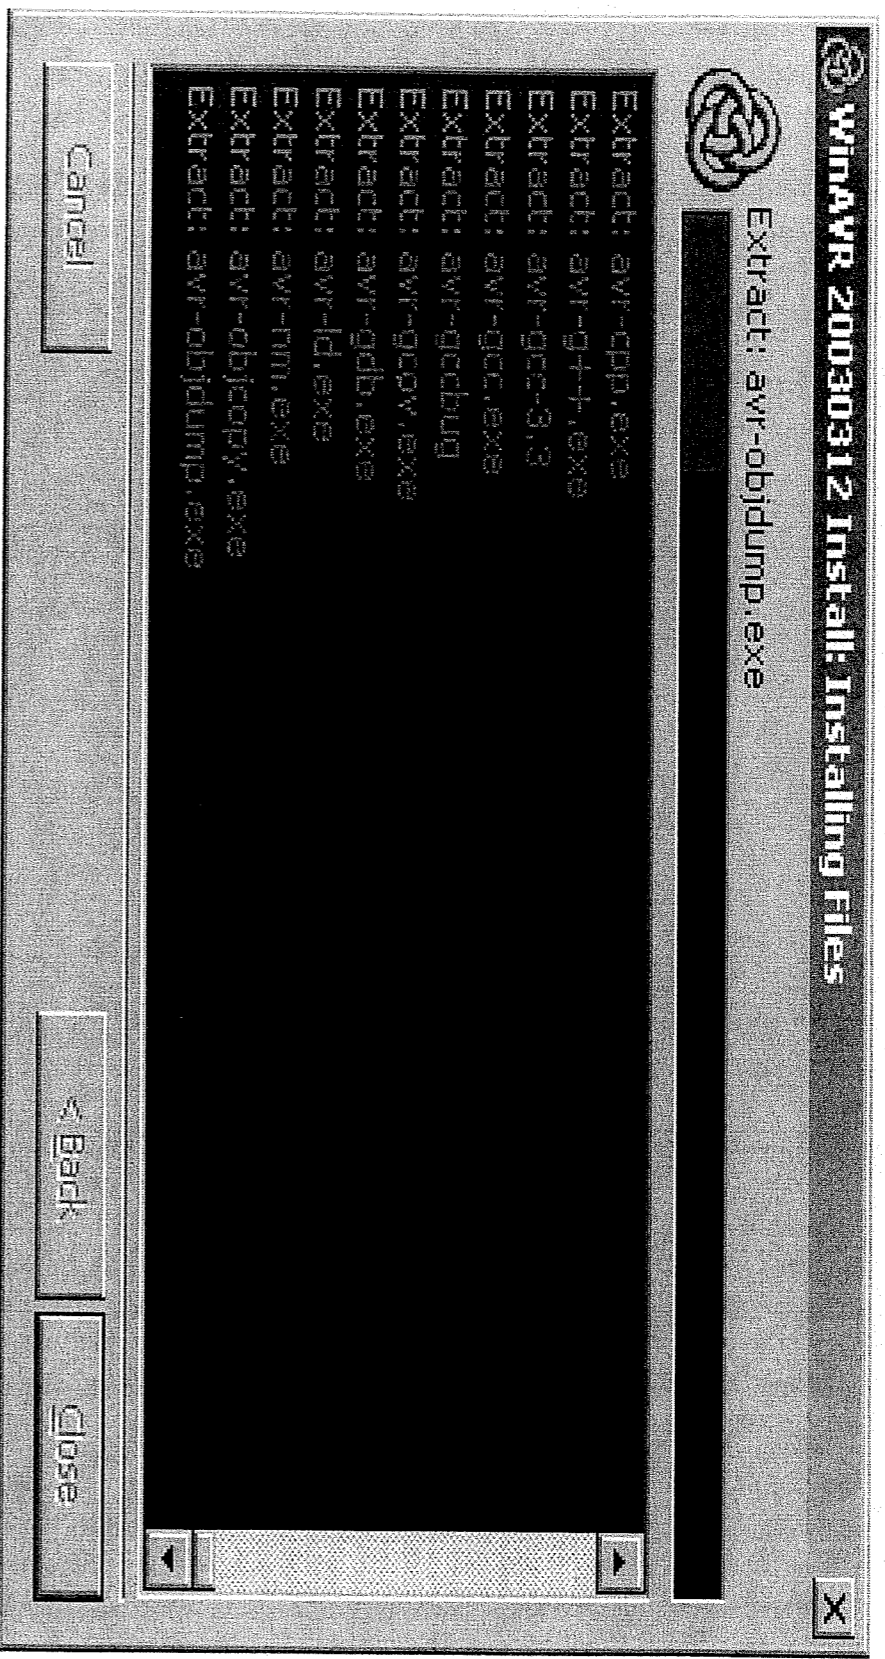 WinAVR 20030312 Install: Installing Files
X
Extract: avr-objdump.exe
Extract: avr-cpp.exe
Extract: avr-g++.exe
Extract: avr-gcc-3.3
Extract: avr-gcc.exe
Extract: avr-gccbug
Extract: avr-gcov.exe
Extract: avr-gdb.exe
Extract: avr-ld.exe
Extract: avr-nm.exe
Extract: avr-objcopy.exe
Extract: avr-objdump.exe
Cancel
< Back
Close